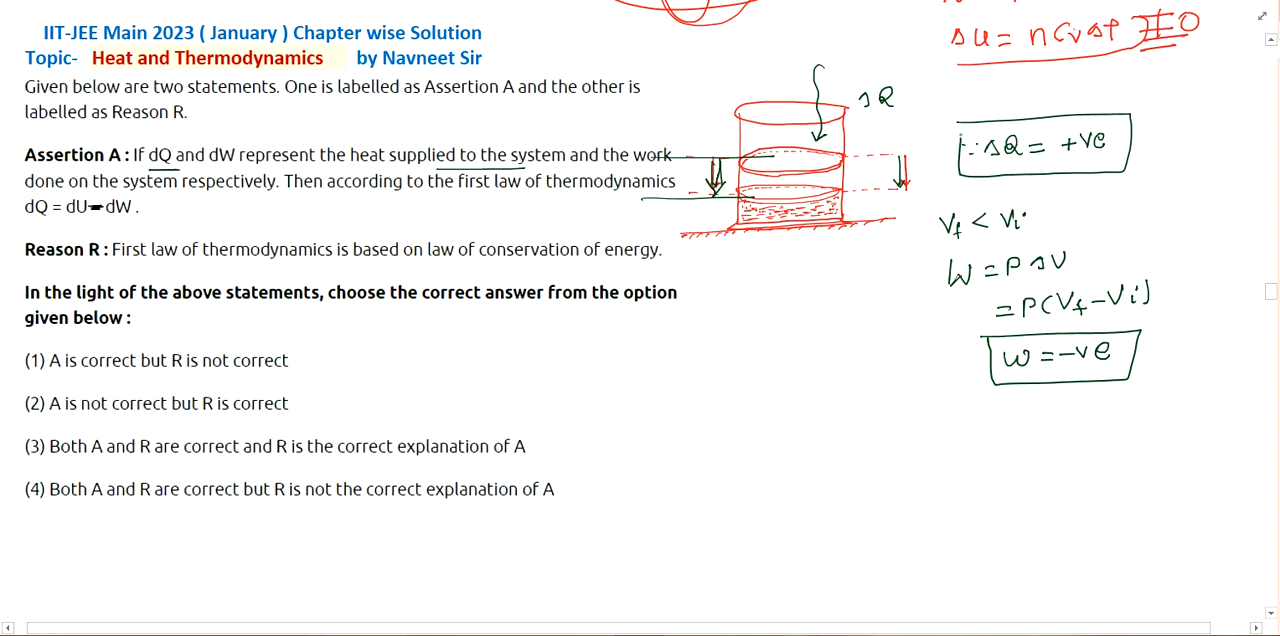 IIT-JEE Main 2023 ( January ) Chapter wise Solution
Topic- Heat and Thermodynamics by Navneet Sir
Given below are two statements. One is labelled as Assertion A and the other is
labelled as Reason R.
Assertion A : If dQ and dW represent the heat supplied to the system and the work
done on the system respectively. Then according to the first law of thermodynamics
dQ = dU-dW .
Reason R : First law of thermodynamics is based on law of conservation of energy.
In the light of the above statements, choose the correct answer from the option
given below :
(1) A is correct but R is not correct
(2) A is not correct but R is correct
(3) Both A and R are correct and R is the correct explanation of A
(4) Both A and R are correct but R is not the correct explanation of A
ΔQ
ΔU = nCvΔT ≠ 0
∵ ΔQ = +ve
Vf < Vi
W = PΔV
= P(Vf-Vi)
W = -ve